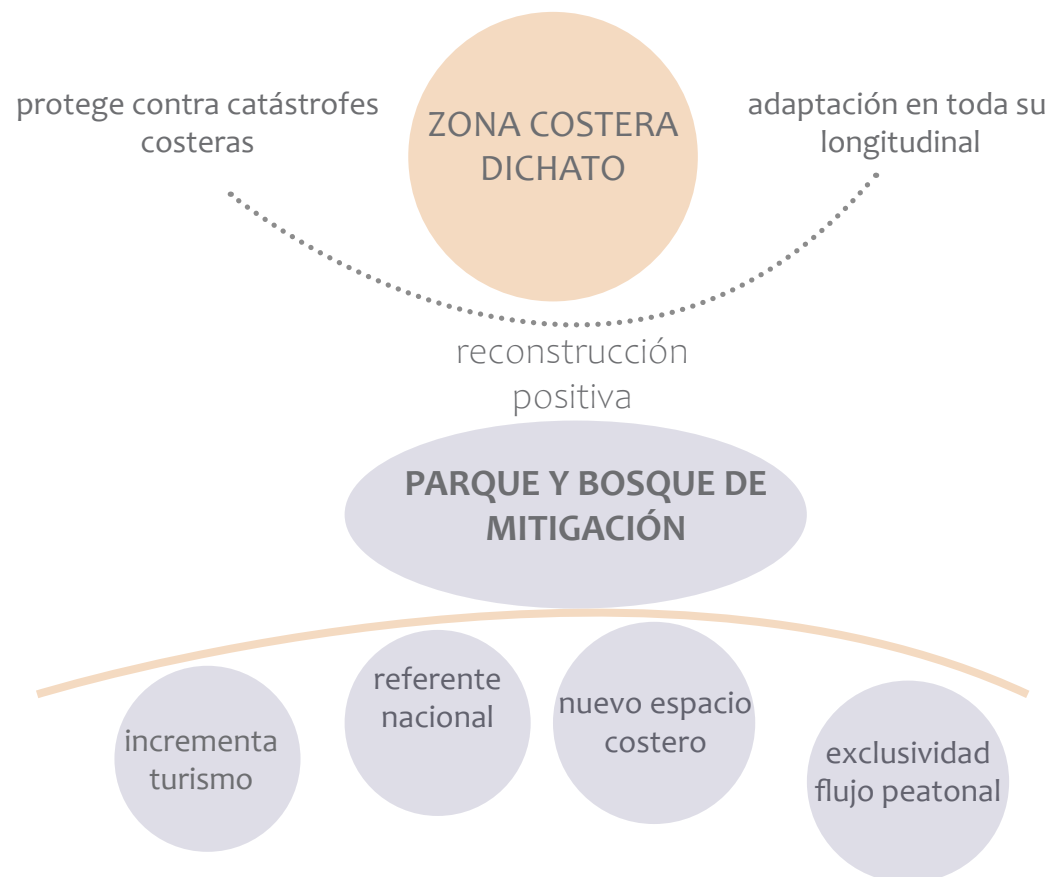 protege contra catástrofes
costeras
ZONA COSTERA
DICHATO
adaptación en toda su
longitudinal
reconstrucción
positiva
PARQUE Y BOSQUE DE
MITIGACIÓN
incrementa
turismo
referente
nacional
nuevo espacio
costero
exclusividad
flujo peatonal